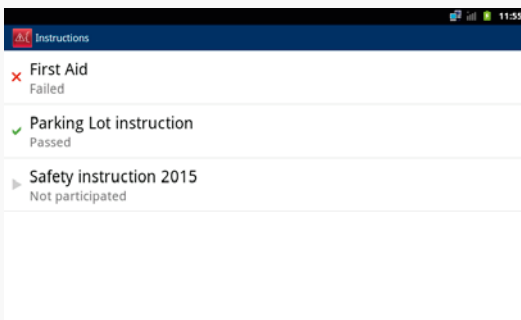 11:55
Instructions
First Aid
Failed
Parking Lot instruction
Passed
Safety instruction 2015
Not participated